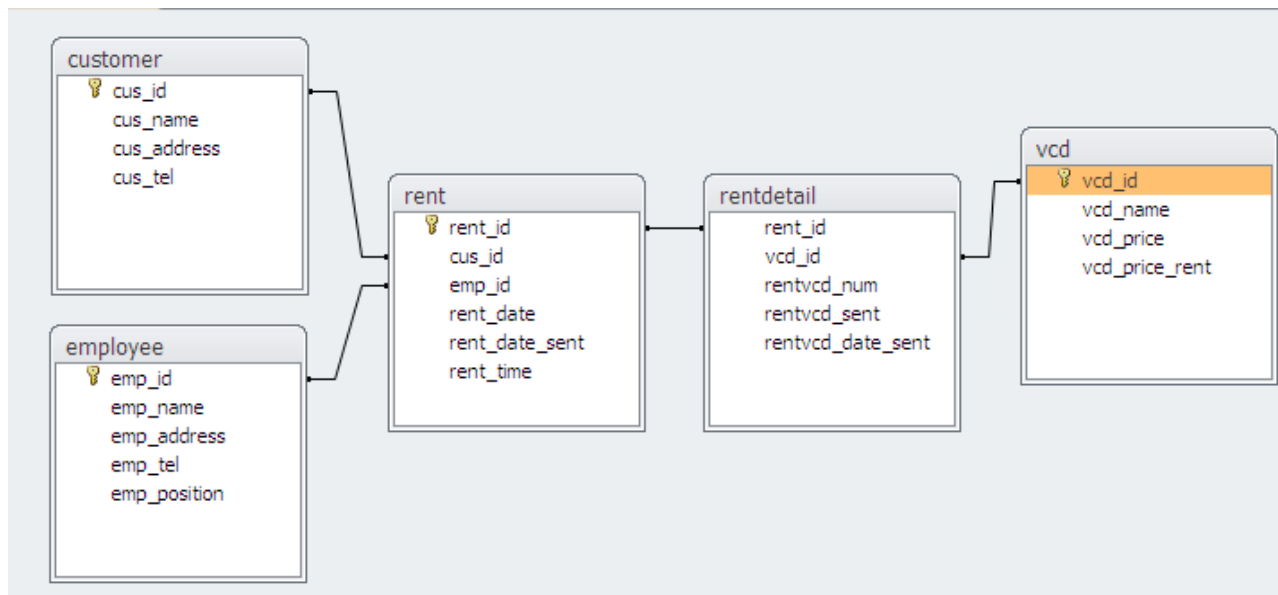 customer
cus_id
cus_name
cus_address
cus_tel
employee
emp_id
emp_name
emp_address
emp_tel
emp_position
rent
rent_id
cus_id
emp_id
rent_date
rent_date_sent
rent_time
rentdetail
rent_id
vcd_id
rentvcd_num
rentvcd_sent
rentvcd_date_sent
vcd
vcd_id
vcd_name
vcd_price
vcd_price_rent